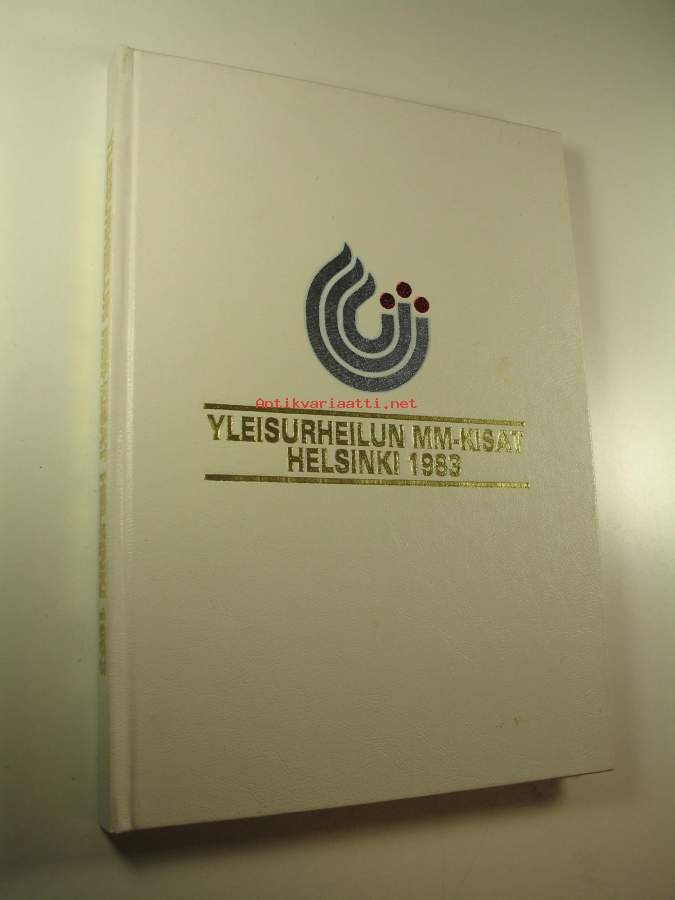 Antikvariaatti.net
YLEISURHEILUN MM-KISAT
HELSINKI 1983